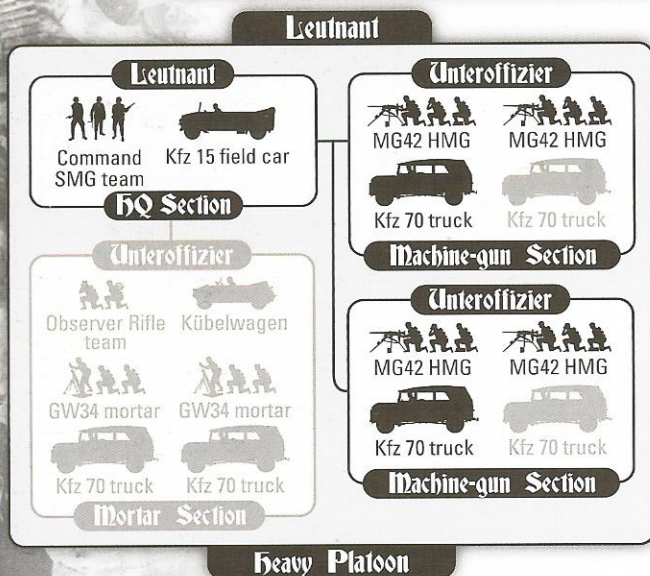 Leutnant
Leutnant
Command SMG team
Kfz 15 field car
HQ Section
Unteroffizier
Observer Rifle team
Kübelwagen
GW34 mortar GW34 mortar
Kfz 70 truck Kfz 70 truck
Mortar Section
Unteroffizier
MG42 HMG MG42 HMG
Kfz 70 truck Kfz 70 truck
Machine-gun Section
Unteroffizier
MG42 HMG MG42 HMG
Kfz 70 truck Kfz 70 truck
Machine-gun Section
Heavy Platoon